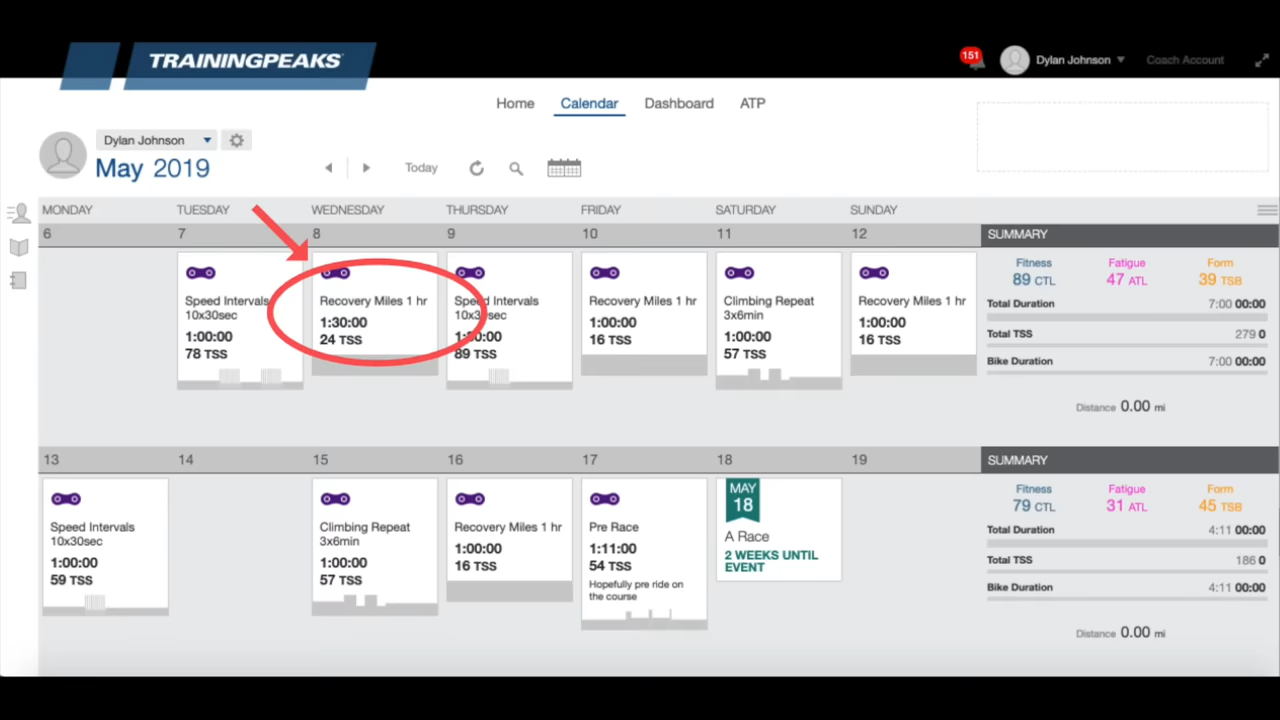 TRAININGPEAKS
151
Dylan Johnson
Coach Account
Home Calendar Dashboard ATP
Dylan Johnson
May 2019
Today
MONDAY TUESDAY WEDNESDAY THURSDAY FRIDAY SATURDAY SUNDAY
6 7 8 9 10 11 12 SUMMARY
Speed Intervals
10x30sec
1:00:00
78 TSS
Recovery Miles 1 hr
1:30:00
24 TSS
Speed Intervals
10x30sec
1:00:00
89 TSS
Recovery Miles 1 hr
1:00:00
16 TSS
Climbing Repeat
3x6min
1:00:00
57 TSS
Recovery Miles 1 hr
1:00:00
16 TSS
Fitness Fatigue Form
89 CTL 47 ATL 39 TSB
Total Duration 7:00 00:00
Total TSS 279 0
Bike Duration 7:00 00:00
Distance 0.00 mi
13 14 15 16 17 18 19 SUMMARY
Speed Intervals
10x30sec
1:00:00
59 TSS
Climbing Repeat
3x6min
1:00:00
57 TSS
Recovery Miles 1 hr
1:00:00
16 TSS
Pre Race
1:11:00
54 TSS
Hopefully pre ride on
the course
MAY
18
A Race
2 WEEKS UNTIL
EVENT
Fitness Fatigue Form
79 CTL 31 ATL 45 TSB
Total Duration 4:11 00:00
Total TSS 186 0
Bike Duration 4:11 00:00
Distance 0.00 mi